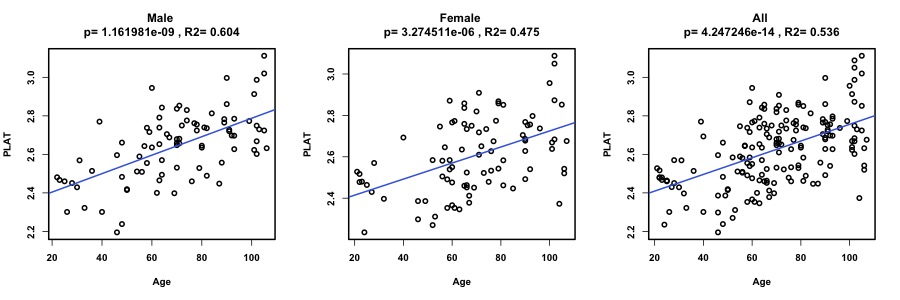 Male
p= 1.161981e-09 , R2= 0.604
PLAT
3.0
2.8
2.6
2.4
2.2
20 40 60 80 100
Age
Female
p= 3.274511e-06 , R2= 0.475
PLAT
3.0
2.8
2.6
2.4
20 40 60 80 100
Age
All
p= 4.247246e-14 , R2= 0.536
PLAT
3.0
2.8
2.6
2.4
2.2
20 40 60 80 100
Age